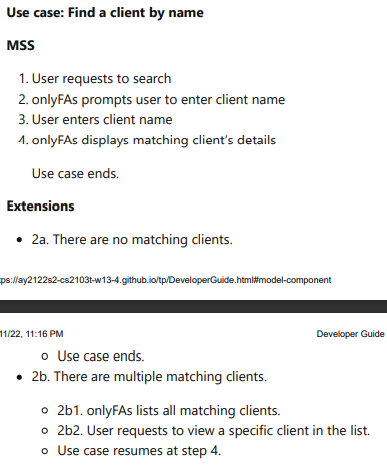 Use case: Find a client by name
MSS
1. User requests to search
2. onlyFAs prompts user to enter client name
3. User enters client name
4. onlyFAs displays matching client's details
Use case ends.
Extensions
• 2a. There are no matching clients.
ps://ay2122s2-cs2103t-w13-4.github.io/tp/DeveloperGuide.html#model-component
11/22, 11:16 PM Developer Guide
○ Use case ends.
• 2b. There are multiple matching clients.
○ 2b1. onlyFAs lists all matching clients.
○ 2b2. User requests to view a specific client in the list.
○ Use case resumes at step 4.